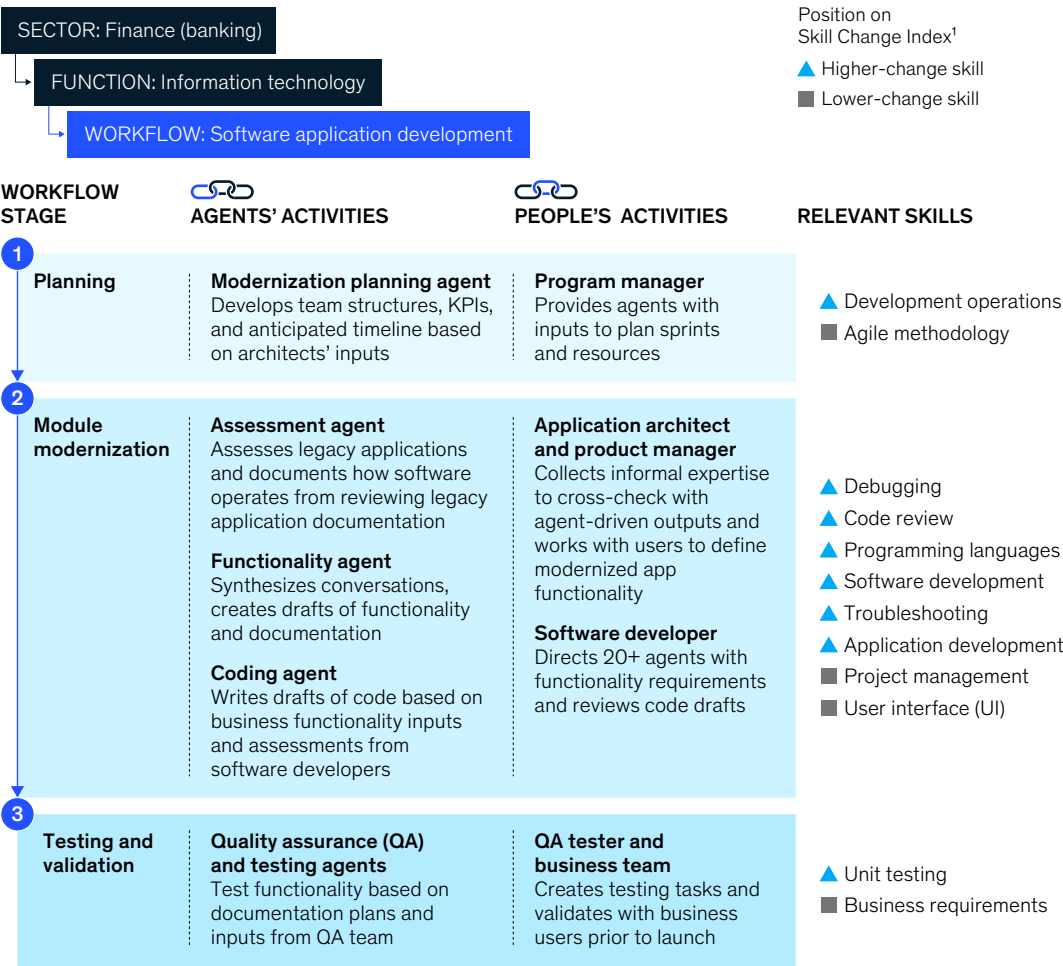 SECTOR: Finance (banking)
FUNCTION: Information technology
WORKFLOW: Software application development
Position on
Skill Change Index¹
Higher-change skill
Lower-change skill
WORKFLOW
STAGE
AGENTS' ACTIVITIES
PEOPLE'S ACTIVITIES
RELEVANT SKILLS
1
Planning
Modernization planning agent
Develops team structures, KPIs,
and anticipated timeline based
on architects' inputs
Program manager
Provides agents with
inputs to plan sprints
and resources
Development operations
Agile methodology
2
Module
modernization
Assessment agent
Assesses legacy applications
and documents how software
operates from reviewing legacy
application documentation
Functionality agent
Synthesizes conversations,
creates drafts of functionality
and documentation
Coding agent
Writes drafts of code based on
business functionality inputs
and assessments from
software developers
Application architect
and product manager
Collects informal expertise
to cross-check with
agent-driven outputs and
works with users to define
modernized app
functionality
Software developer
Directs 20+ agents with
functionality requirements
and reviews code drafts
Debugging
Code review
Programming languages
Software development
Troubleshooting
Application development
Project management
User interface (UI)
3
Testing and
validation
Quality assurance (QA)
and testing agents
Test functionality based on
documentation plans and
inputs from QA team
QA tester and
business team
Creates testing tasks and
validates with business
users prior to launch
Unit testing
Business requirements